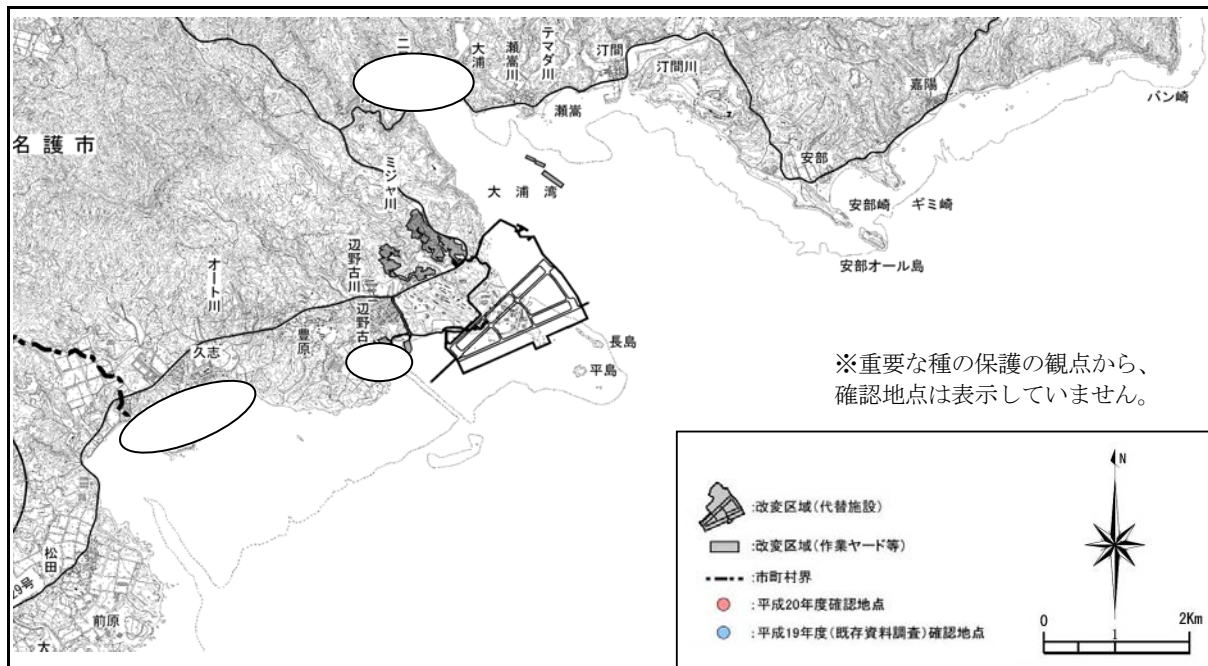 二
大浦
瀬嵩川
テマダ川
汀間
汀間川
嘉陽
バン崎
瀬嵩
名護市
ミジャ川
大浦湾
安部
安部崎
ギミ崎
安部オール島
辺野古川
オート川
辺野古
豊原
久志
長島
平島
※重要な種の保護の観点から、
確認地点は表示していません。
松田
29号
前原
大
N
:改変区域(代替施設)
:改変区域(作業ヤード等)
:市町村界
:平成20年度確認地点
:平成19年度(既存資料調査)確認地点
0 1 2Km